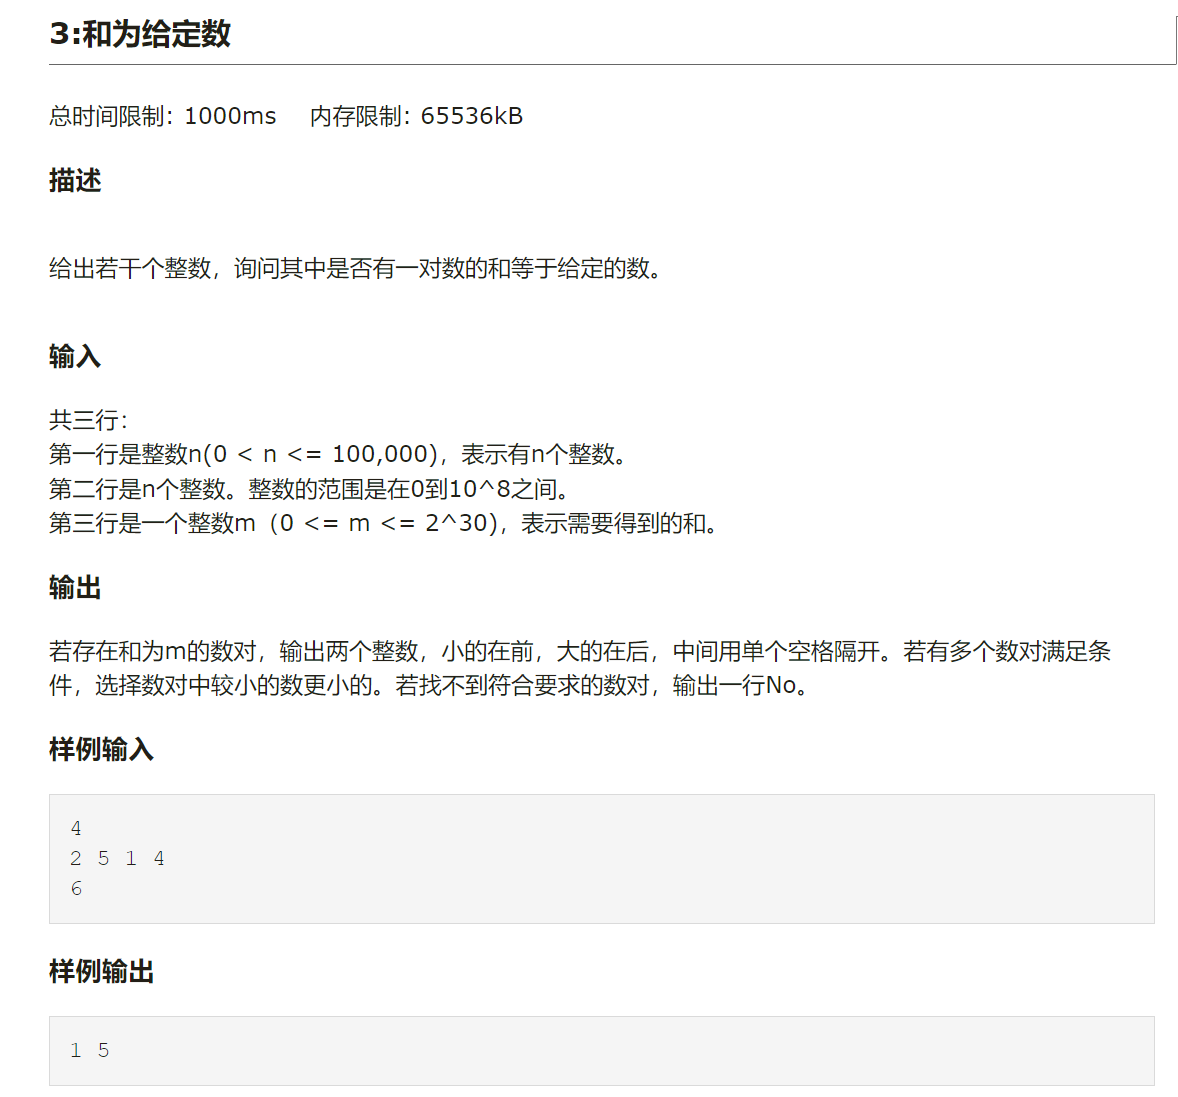 3:和为给定数
总时间限制: 1000ms 内存限制: 65536kB
描述
给出若干个整数，询问其中是否有一对数的和等于给定的数。
输入
共三行：
第一行是整数n(0 < n <= 100,000)，表示有n个整数。
第二行是n个整数。整数的范围是在0到10^8之间。
第三行是一个整数m（0 <= m <= 2^30)，表示需要得到的和。
输出
若存在和为m的数对，输出两个整数，小的在前，大的在后，中间用单个空格隔开。若有多个数对满足条
件，选择数对中较小的数更小的。若找不到符合要求的数对，输出一行No。
样例输入
4
2 5 1 4
6
样例输出
1 5